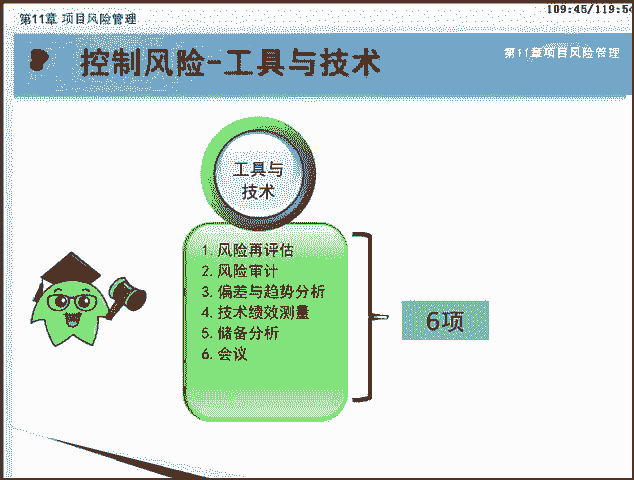 第11章 项目风险管理
109:45/119:54
控制风险-工具与技术
第11章项目风险管理
工具与
技术
1. 风险再评估
2. 风险审计
3. 偏差与趋势分析
4. 技术绩效测量
5. 储备分析
6. 会议
6项